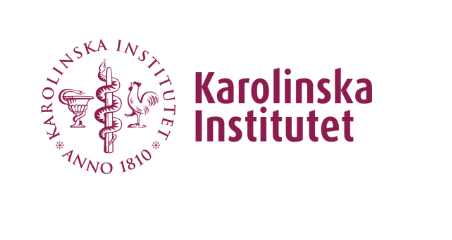 KAROLINSKA INSTITUTET
* ANNO 1810 *
Karolinska
Institutet